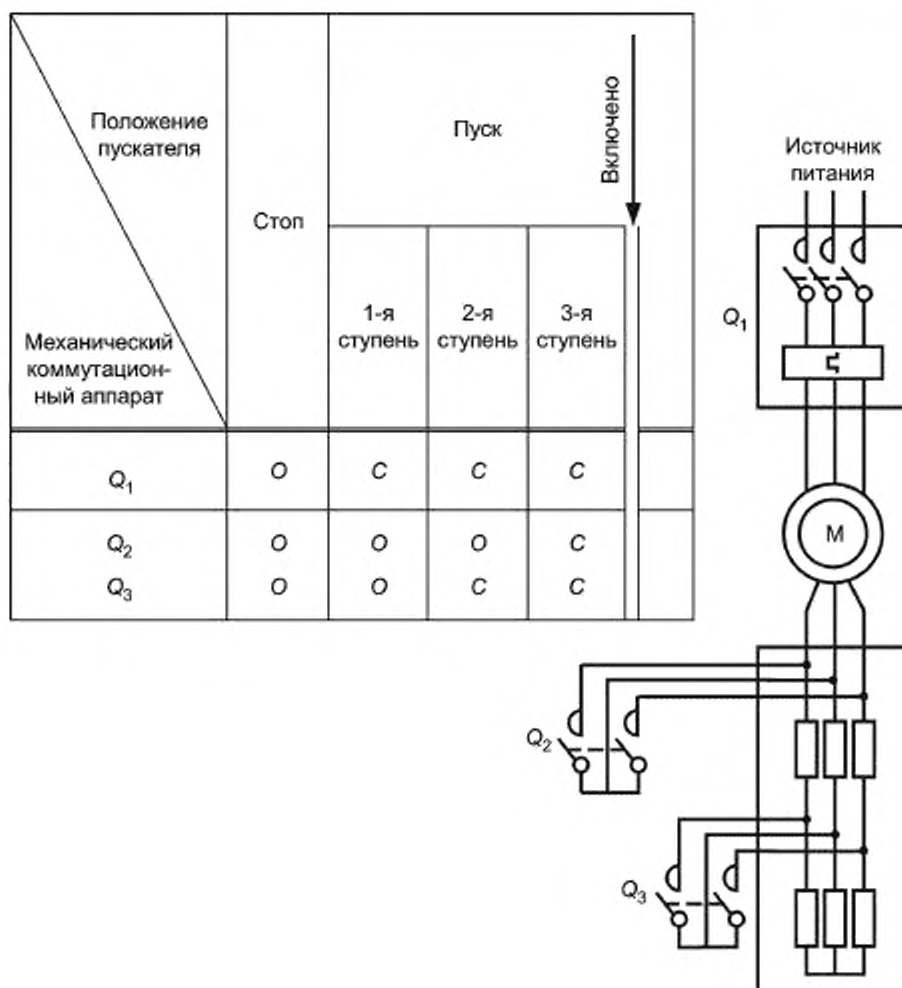 Положение
пускателя
Механический
коммутацион-
ный аппарат
Стоп
Пуск
Включено
1-я
ступень
2-я
ступень
3-я
ступень
Q1 O C C C
Q2 O O O C
Q3 O O C C
Источник
питания
Q1
M
Q2
Q3